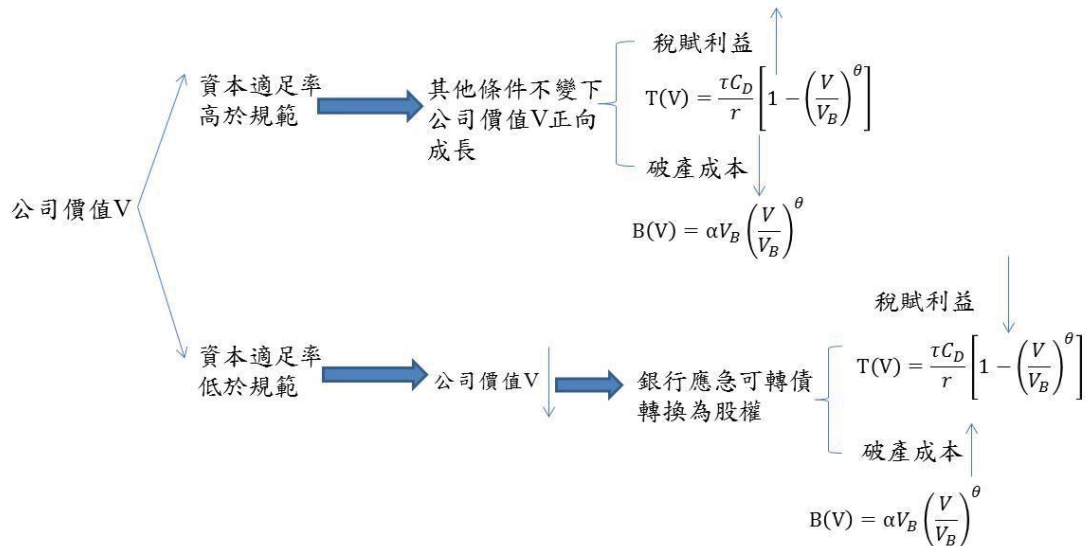 公司價值V
資本適足率
高於規範
其他條件不變下
公司價值V正向
成長
稅賦利益
T(V) = τC_D/r [1 − (V/V_B)^θ]
破產成本
B(V) = αV_B (V/V_B)^θ
資本適足率
低於規範
公司價值V
銀行應急可轉債
轉換為股權
稅賦利益
T(V) = τC_D/r [1 − (V/V_B)^θ]
破產成本
B(V) = αV_B (V/V_B)^θ